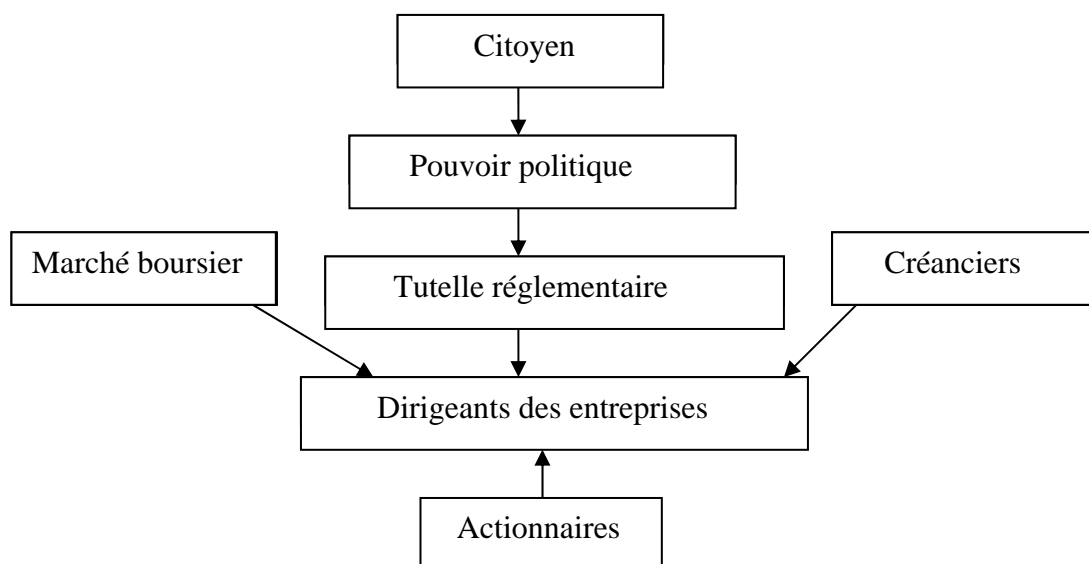 Citoyen
Pouvoir politique
Marché boursier
Tutelle réglementaire
Créanciers
Dirigeants des entreprises
Actionnaires